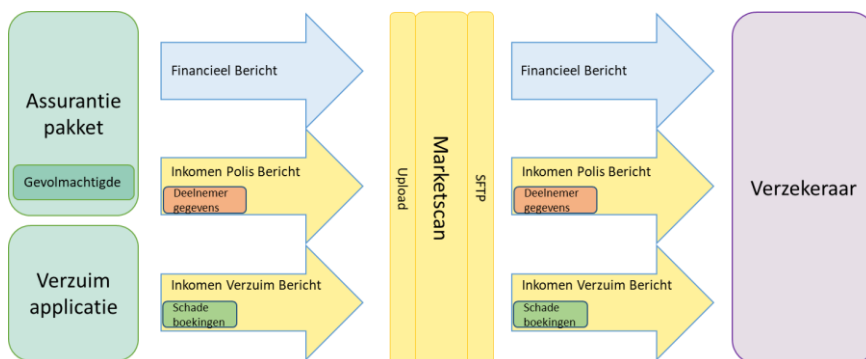 Assurantie
pakket
Gevolmachtigde
Verzuim
applicatie
Financieel Bericht
Inkomen Polis Bericht
Deelnemer
gegevens
Inkomen Verzuim Bericht
Schade
boekingen
Upload
Marketscan
SFTP
Financieel Bericht
Inkomen Polis Bericht
Deelnemer
gegevens
Inkomen Verzuim Bericht
Schade
boekingen
Verzekeraar